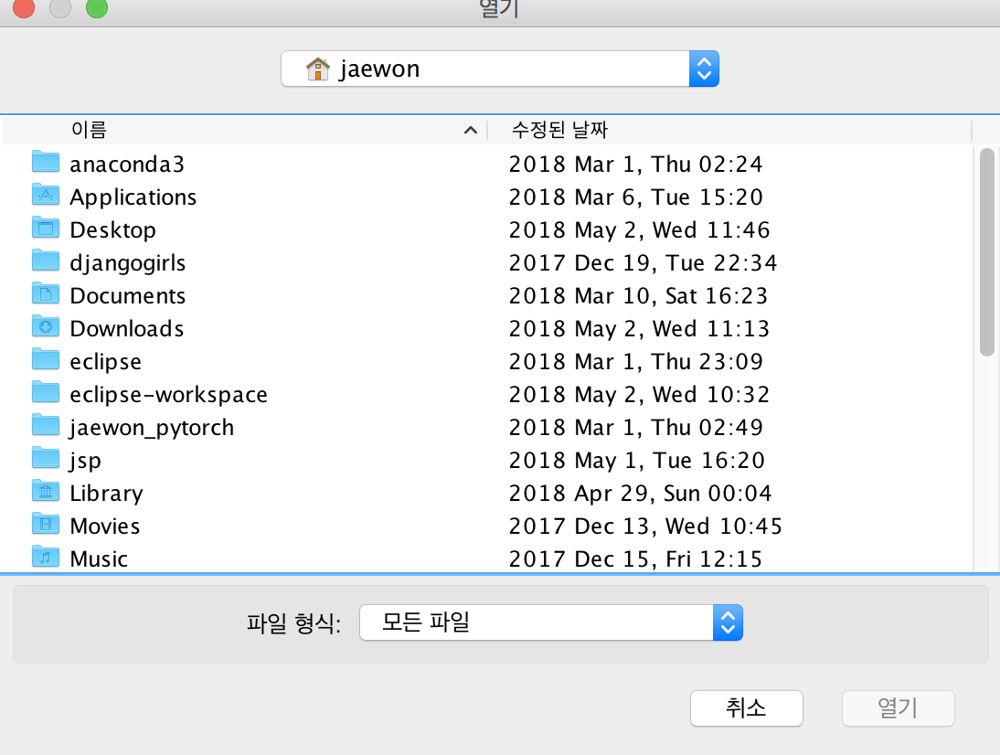 열기
jaewon
이름 수정된 날짜
anaconda3 2018 Mar 1, Thu 02:24
Applications 2018 Mar 6, Tue 15:20
Desktop 2018 May 2, Wed 11:46
djangogirls 2017 Dec 19, Tue 22:34
Documents 2018 Mar 10, Sat 16:23
Downloads 2018 May 2, Wed 11:13
eclipse 2018 Mar 1, Thu 23:09
eclipse-workspace 2018 May 2, Wed 10:32
jaewon_pytorch 2018 Mar 1, Thu 02:49
jsp 2018 May 1, Tue 16:20
Library 2018 Apr 29, Sun 00:04
Movies 2017 Dec 13, Wed 10:45
Music 2017 Dec 15, Fri 12:15
파일 형식: 모든 파일
취소 열기